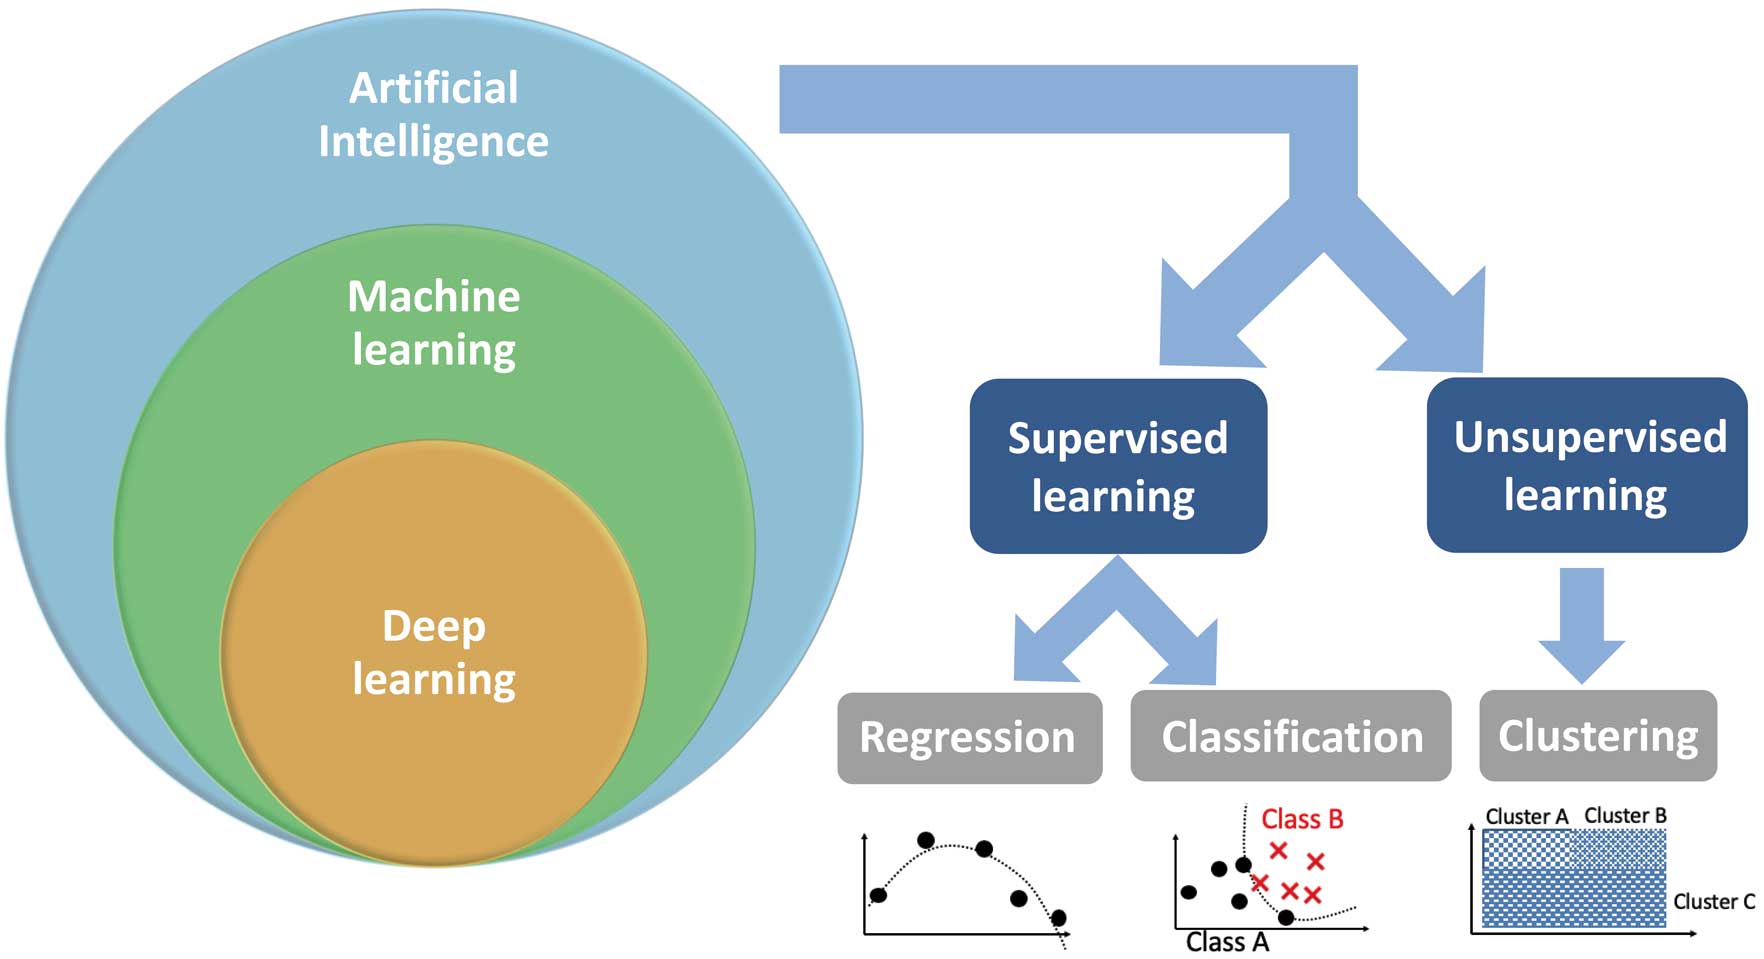 Artificial
Intelligence
Machine
learning
Deep
learning
Supervised
learning
Unsupervised
learning
Regression
Classification
Clustering
Class B
Class A
Cluster A
Cluster B
Cluster C